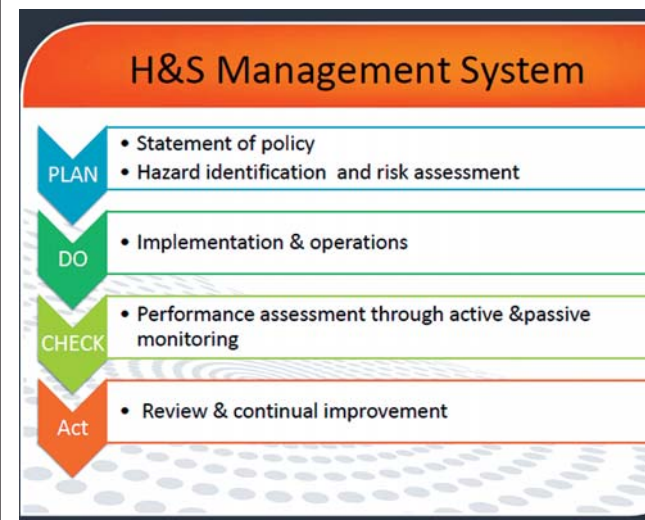 H&S Management System
PLAN
• Statement of policy
• Hazard identification and risk assessment
DO
• Implementation & operations
CHECK
• Performance assessment through active &passive
monitoring
Act
• Review & continual improvement